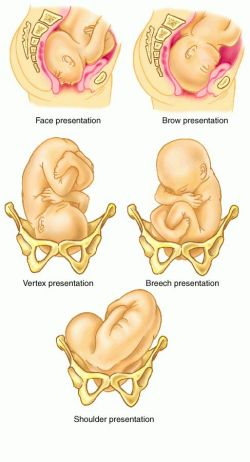 Face presentation
Brow presentation
Vertex presentation
Breech presentation
Shoulder presentation